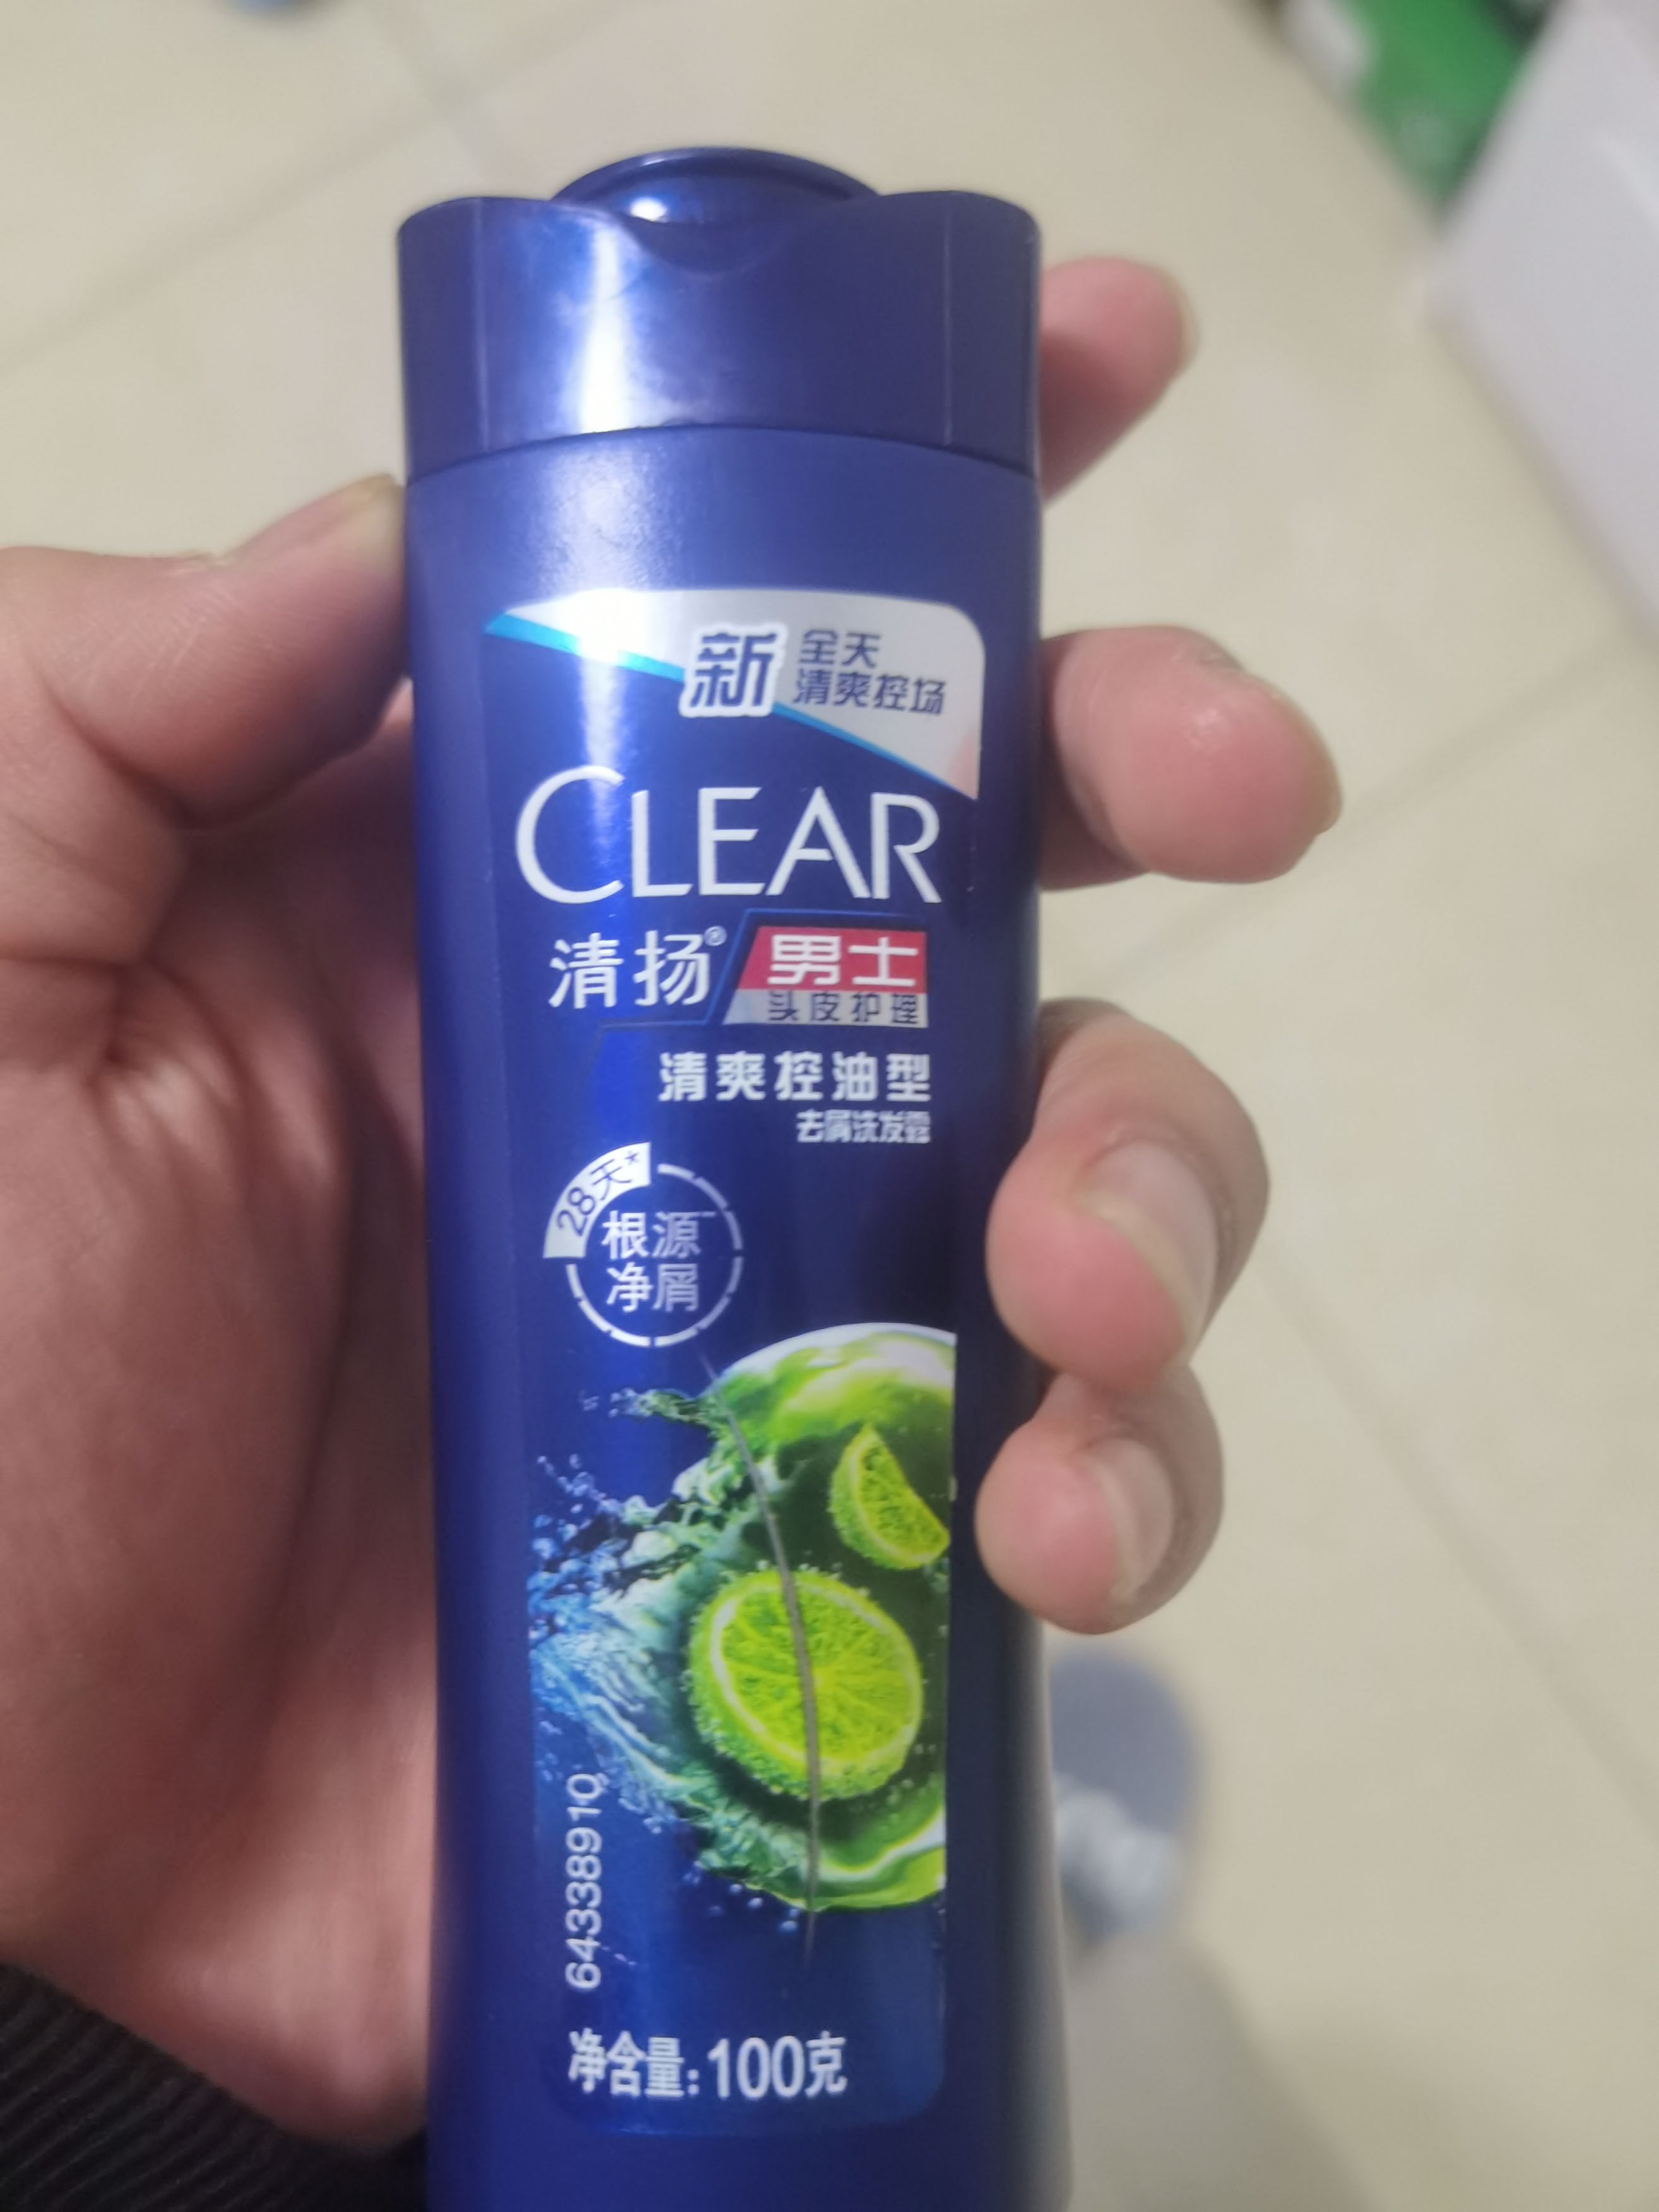 新 全天
清爽控场
CLEAR
清扬® 男士
头皮护理
清爽控油型
去屑洗发露
28天*
根源
净屑
64338910
净含量:100克